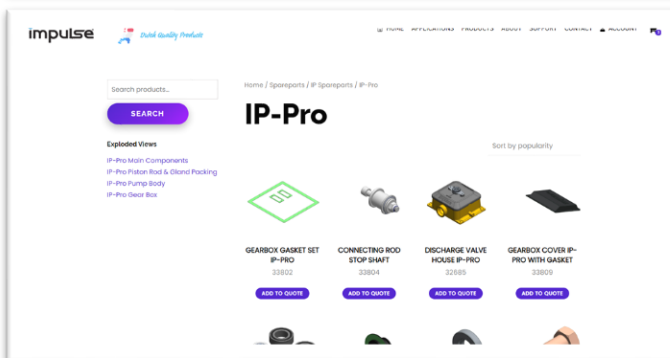 impulse
Dutch Quality Products
HOME APPLICATIONS PRODUCTS ABOUT SUPPORT CONTACT ACCOUNT
Search products…
SEARCH
Exploded Views
IP-Pro Main Components
IP-Pro Piston Rod & Gland Packing
IP-Pro Pump Body
IP-Pro Gear Box
Home / Spareparts / IP Spareparts / IP-Pro
IP-Pro
Sort by popularity
GEARBOX GASKET SET
IP-PRO
33802
ADD TO QUOTE
CONNECTING ROD
STOP SHAFT
33804
ADD TO QUOTE
DISCHARGE VALVE
HOUSE IP-PRO
32685
ADD TO QUOTE
GEARBOX COVER IP-
PRO WITH GASKET
33809
ADD TO QUOTE